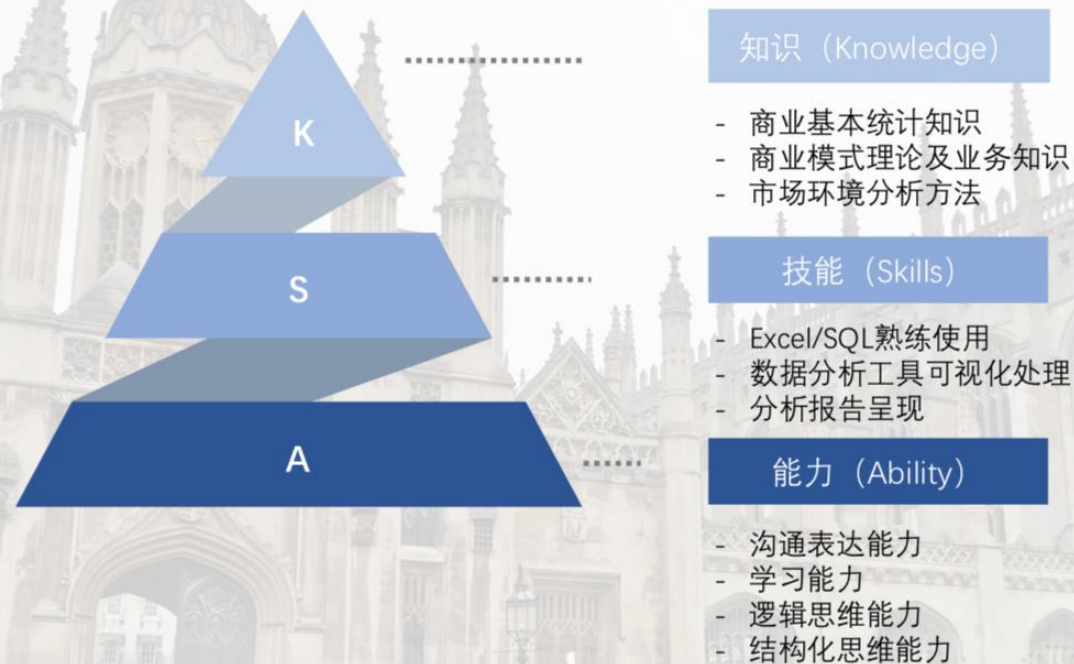 K
知识（Knowledge）
- 商业基本统计知识
- 商业模式理论及业务知识
- 市场环境分析方法
S
技能（Skills）
- Excel/SQL熟练使用
- 数据分析工具可视化处理
- 分析报告呈现
A
能力（Ability）
- 沟通表达能力
- 学习能力
- 逻辑思维能力
- 结构化思维能力